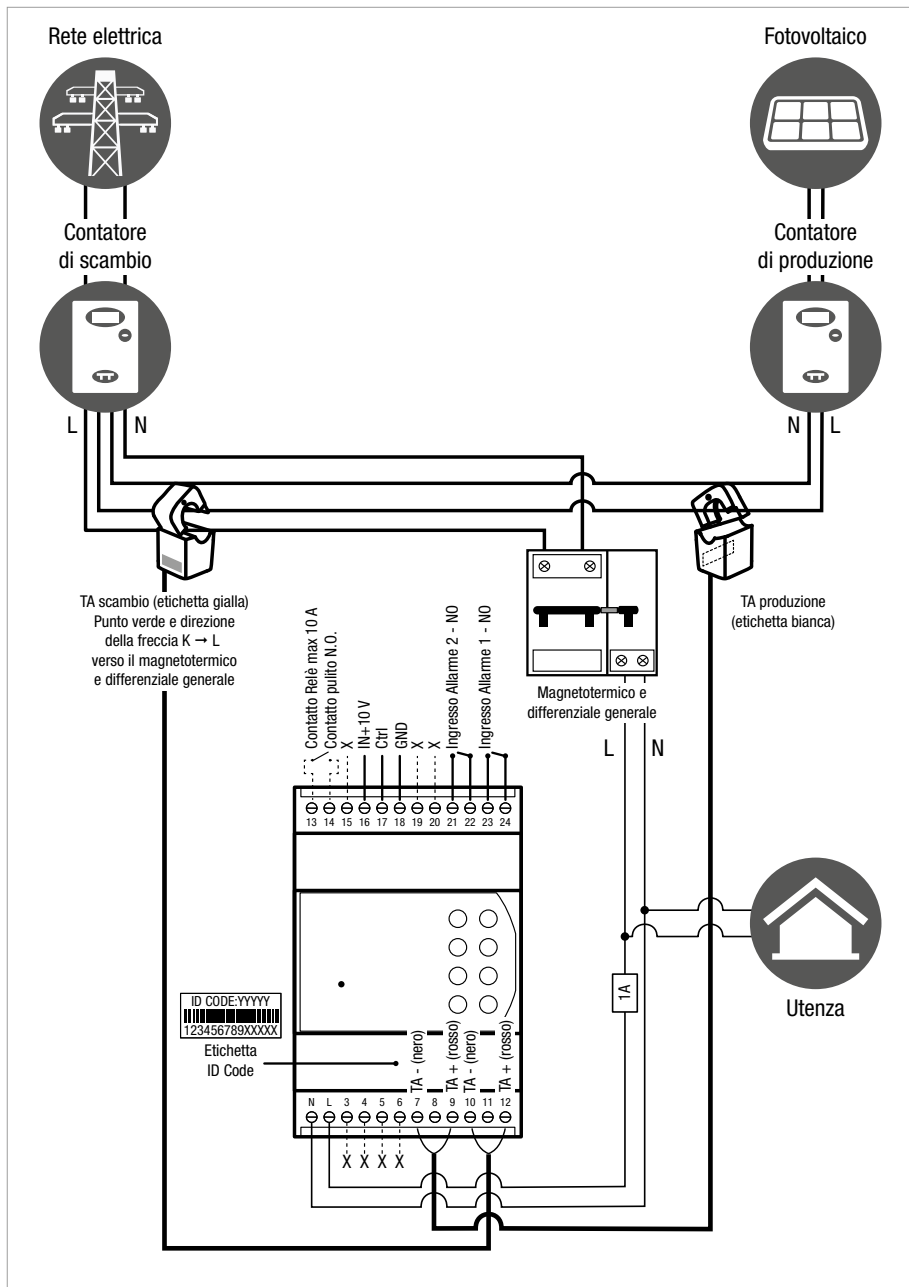 Rete elettrica
Fotovoltaico
Contatore
di scambio
Contatore
di produzione
L
N
N
L
TA scambio (etichetta gialla)
Punto verde e direzione
della freccia K → L
verso il magnetotermico
e differenziale generale
TA produzione
(etichetta bianca)
Magnetotermico e
differenziale generale
L
N
Contatto Relè max 10 A
Contatto pulito N.O.
X
IN+10 V
Ctrl
GND
X
X
Ingresso Allarme 2 - NO
Ingresso Allarme 1 - NO
13 14 15 16 17 18 19 20 21 22 23 24
1A
Utenza
ID CODE:YYYYY
123456789XXXXX
Etichetta
ID Code
TA - (nero)
TA + (rosso)
TA - (nero)
TA + (rosso)
N L 3 4 5 6 7 8 9 10 11 12
X X X X